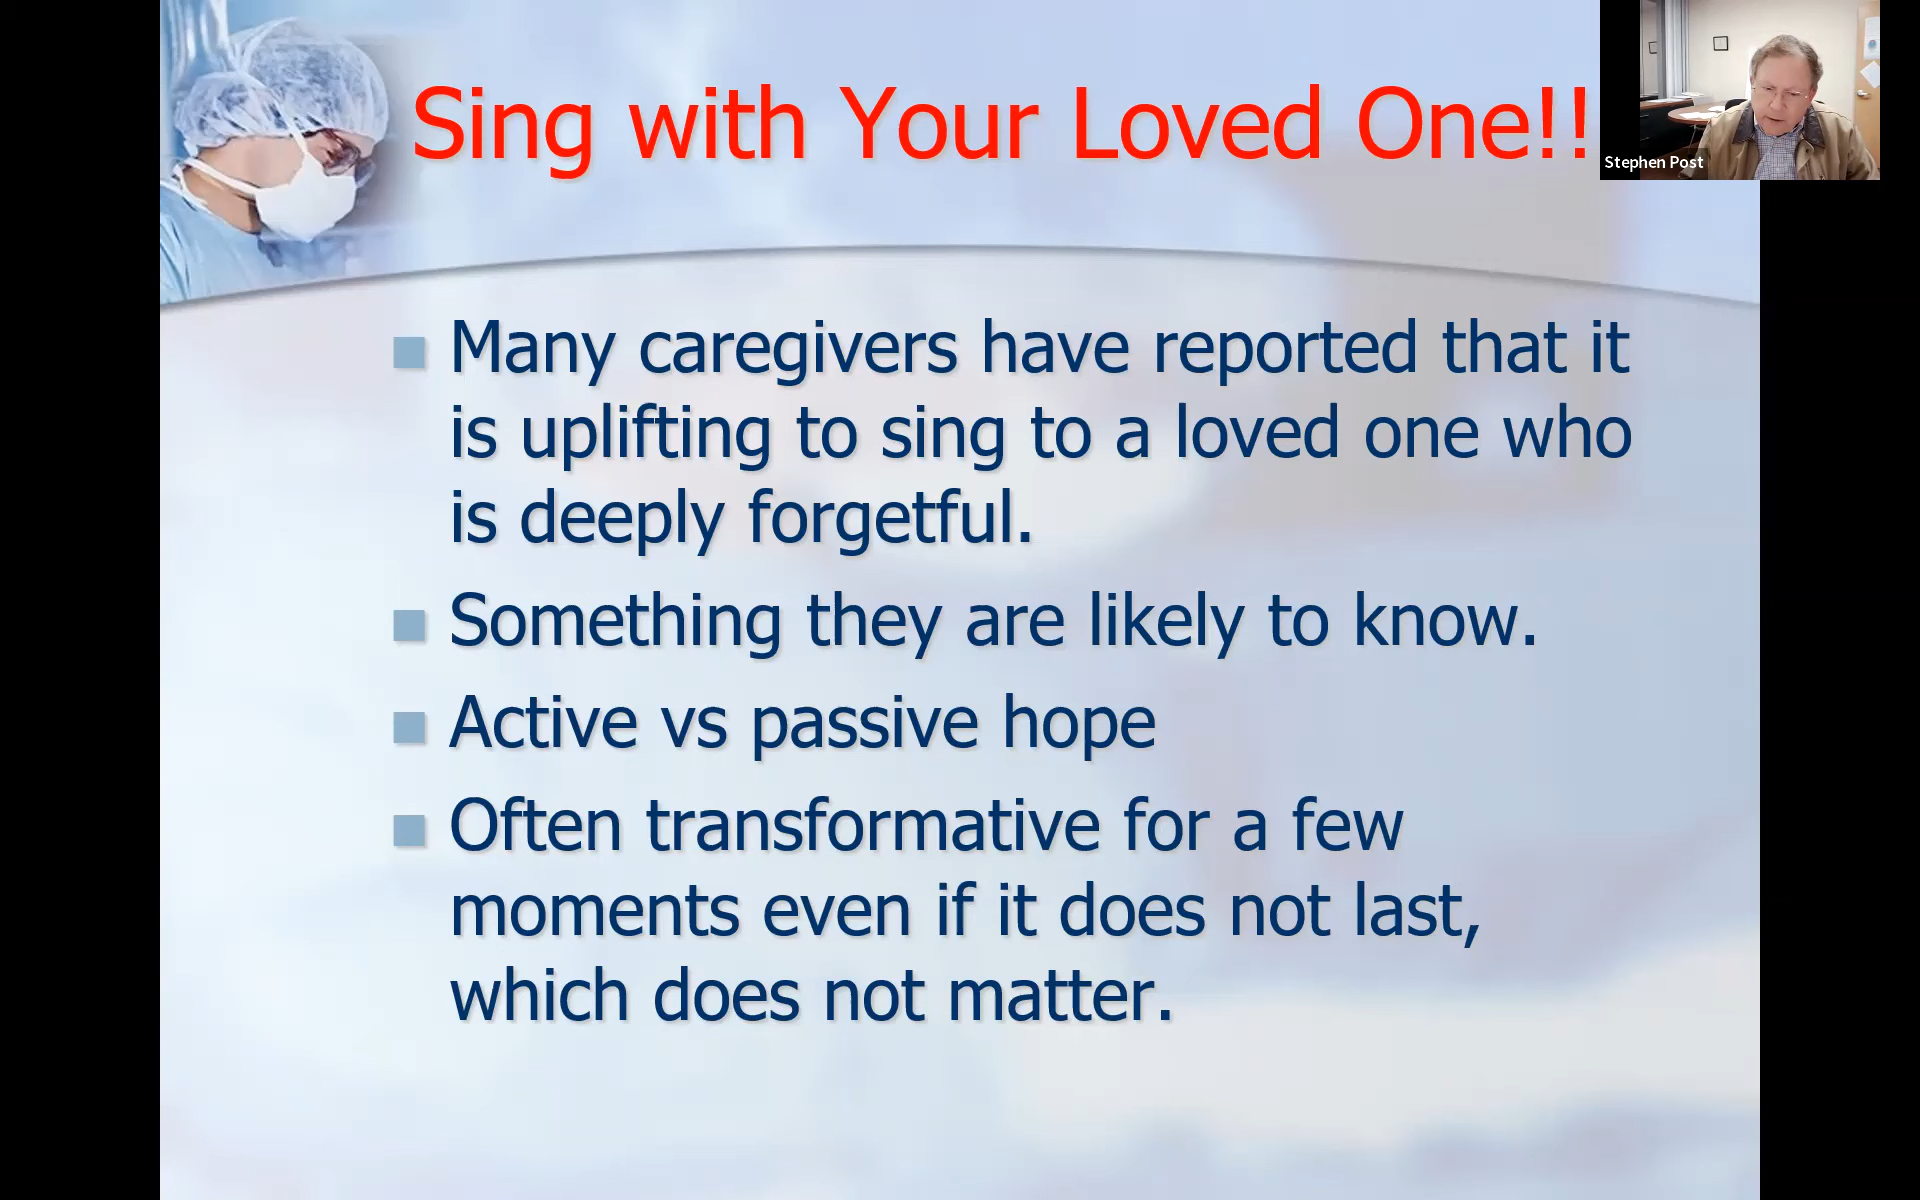 Sing with Your Loved One!!
Stephen Post
Many caregivers have reported that it
is uplifting to sing to a loved one who
is deeply forgetful.
Something they are likely to know.
Active vs passive hope
Often transformative for a few
moments even if it does not last,
which does not matter.